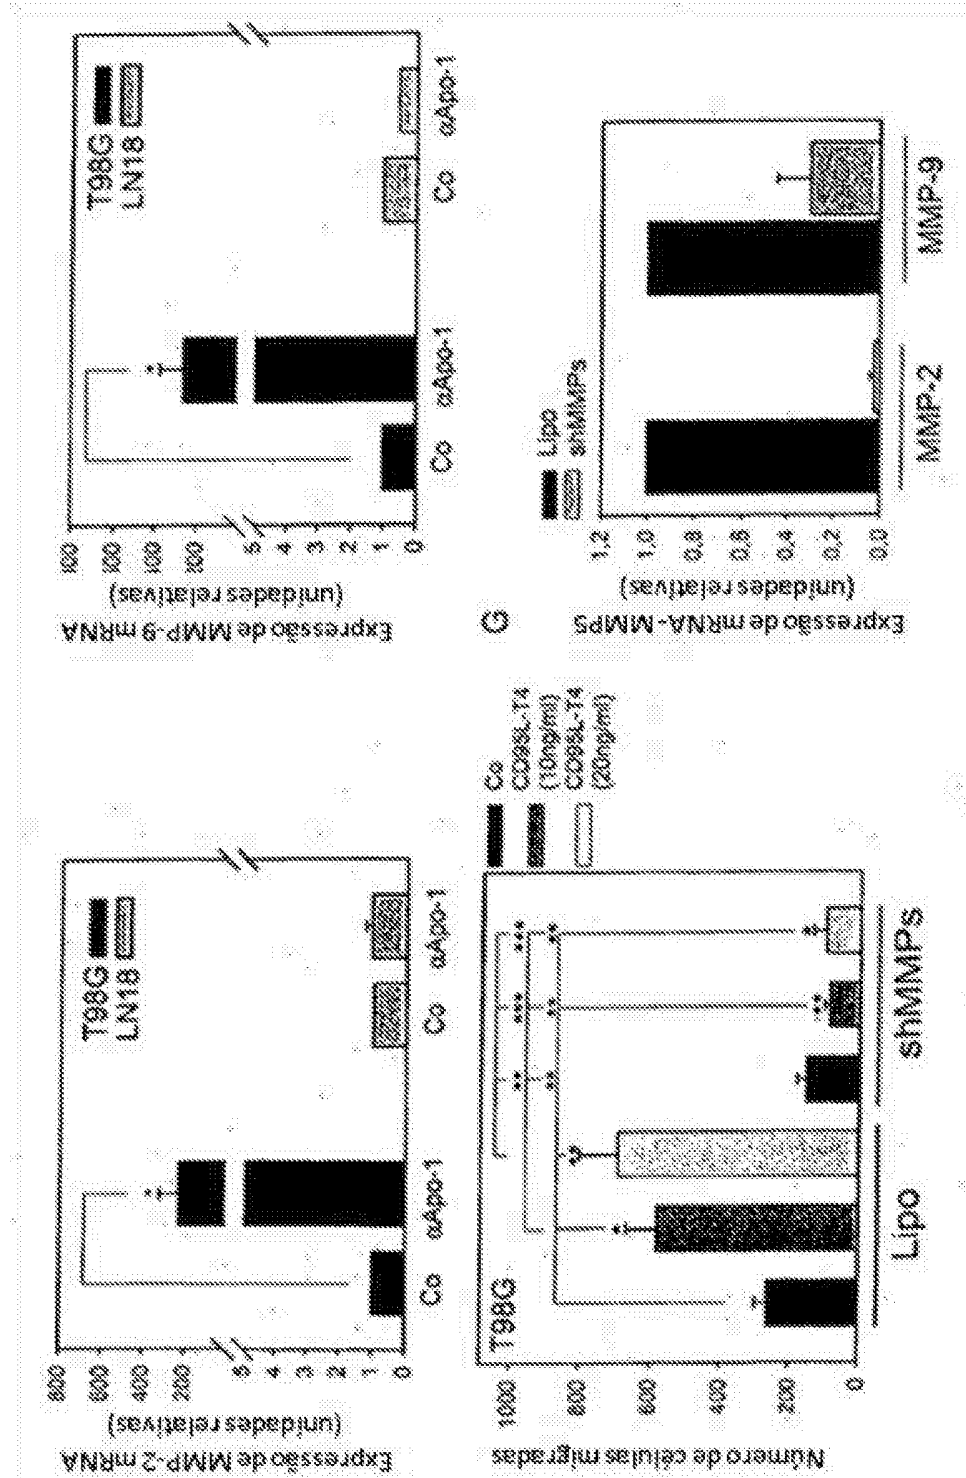 Expressão de MMP-2 mRNA
(unidades relativas)
800
600
400
200
5
4
3
2
1
0
T98G
LN18
Co
αApo-1
Co
αApo-1
Expressão de MMP-9 mRNA
(unidades relativas)
5
4
3
2
1
0
T98G
LN18
Co
αApo-1
Co
αApo-1
Número de células migradas
1000
800
600
400
200
0
T98G
Co
CD95L-T4
(10ng/ml)
CD95L-T4
(20ng/ml)
Lipo
shMMPs
G
Expressão de mRNA-MMPS
(unidades relativas)
1,2
1,0
0,8
0,6
0,4
0,2
0,0
Lipo
shMMPs
MMP-2
MMP-9